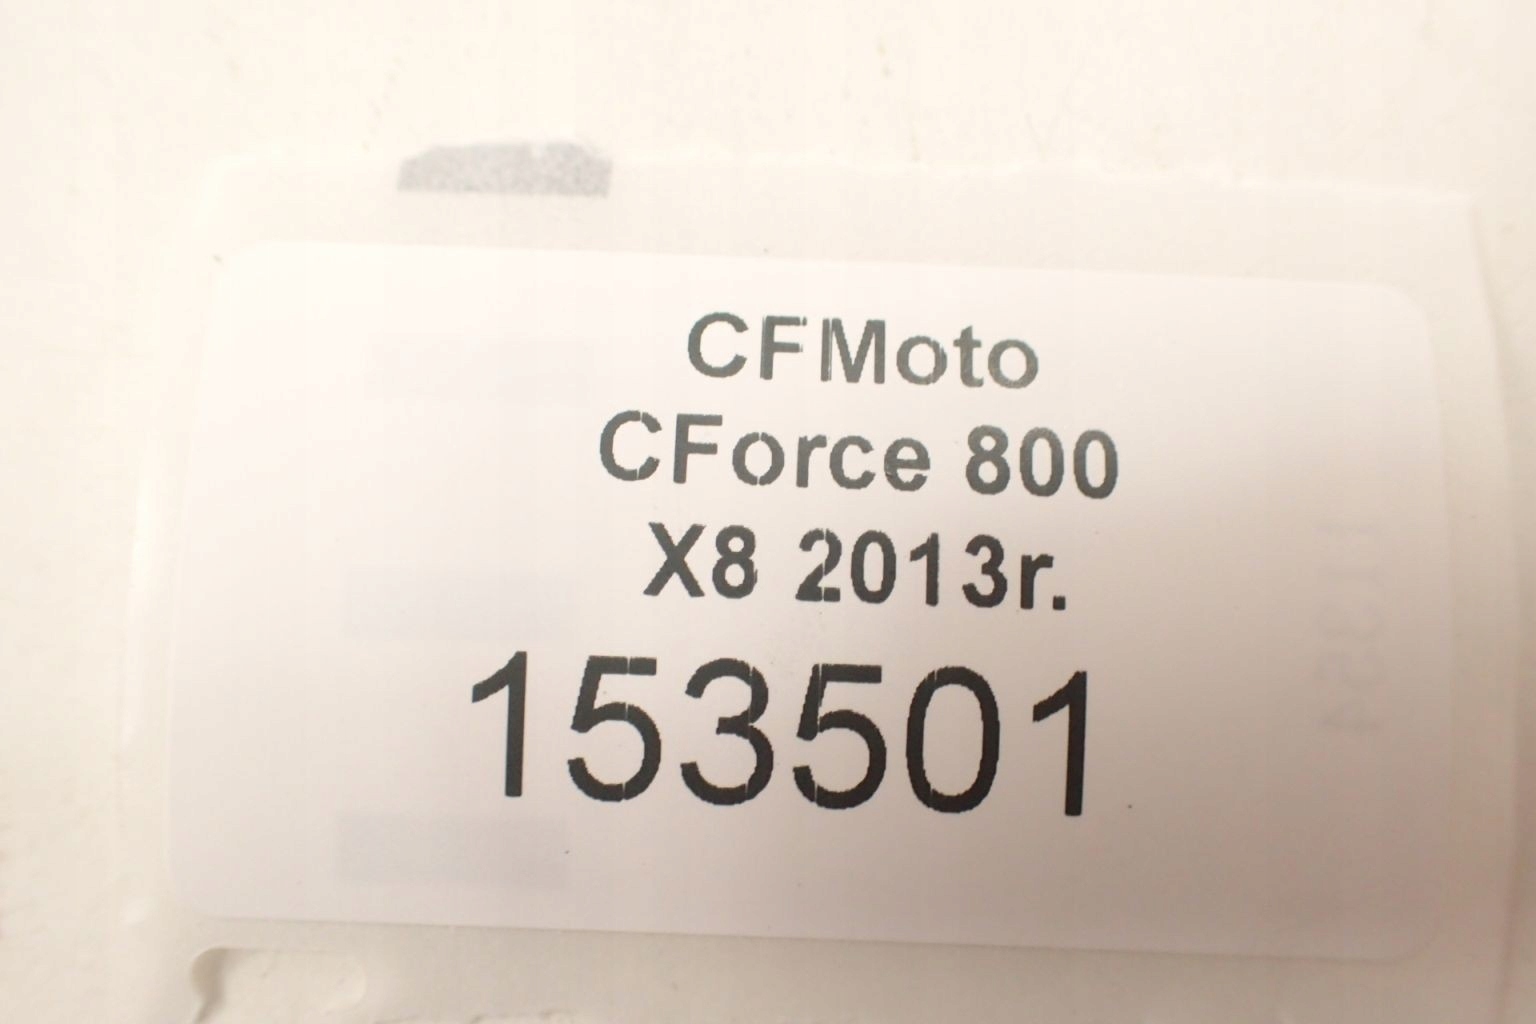 CFMoto
CForce 800
X8 2013r.
153501